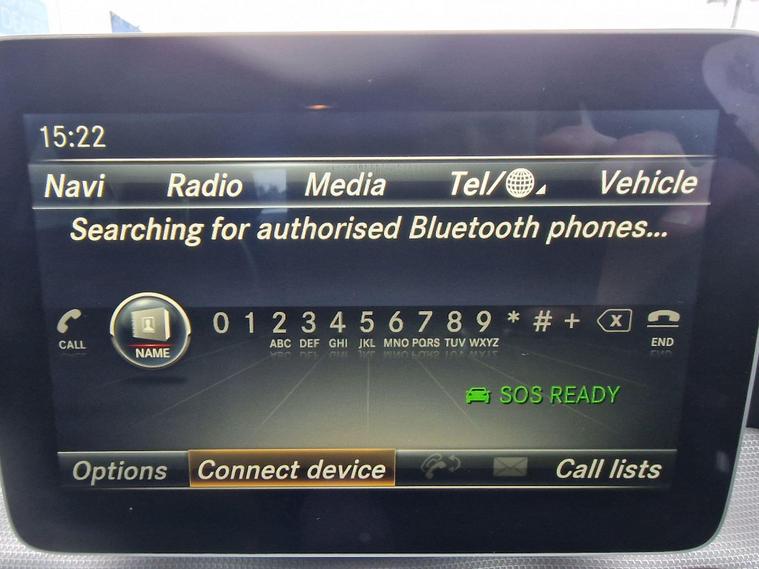 15:22
Navi Radio Media Tel/ Vehicle
Searching for authorised Bluetooth phones...
CALL NAME 0 1 2 ABC 3 DEF 4 GHI 5 JKL 6 MNO 7 PQRS 8 TUV 9 WXYZ * # + X END
SOS READY
Options Connect device Call lists